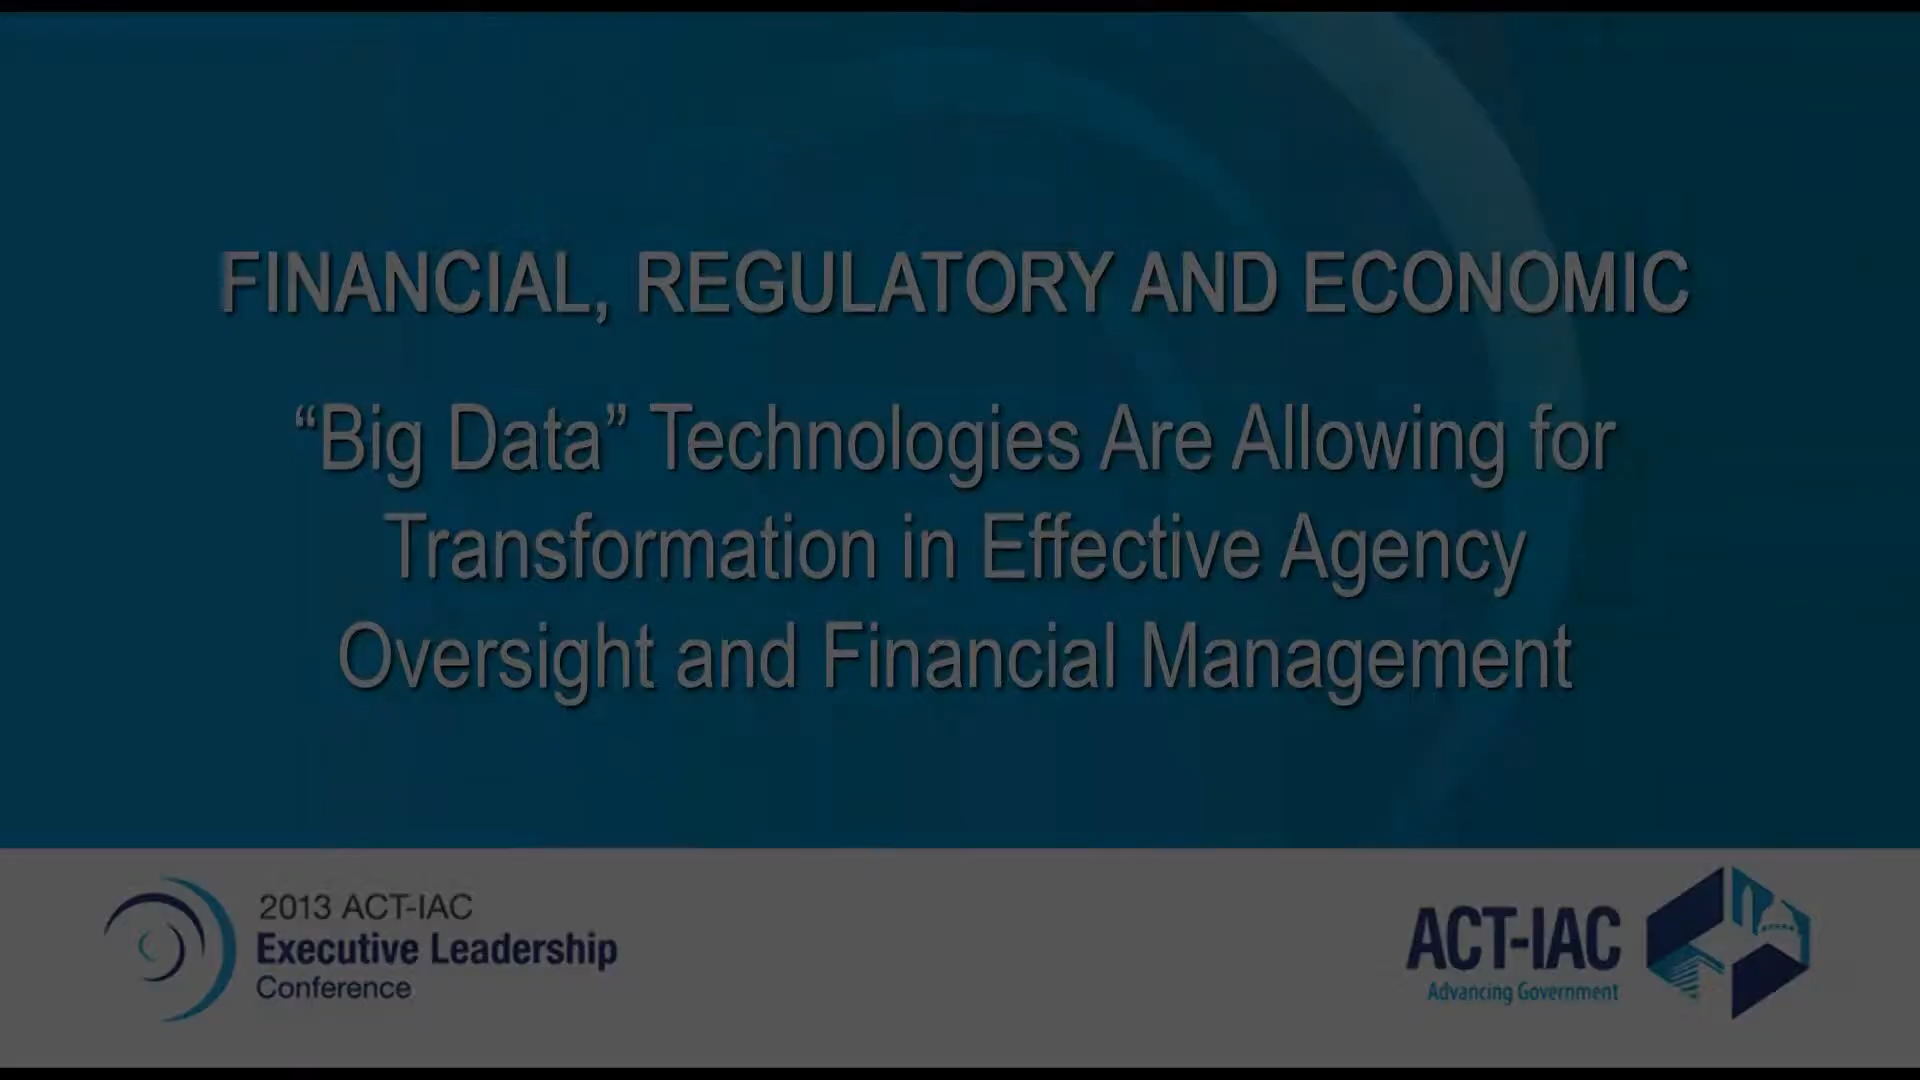 FINANCIAL, REGULATORY AND ECONOMIC
“Big Data” Technologies Are Allowing for
Transformation in Effective Agency
Oversight and Financial Management
2013 ACT-IAC
Executive Leadership
Conference
ACT-IAC
Advancing Government